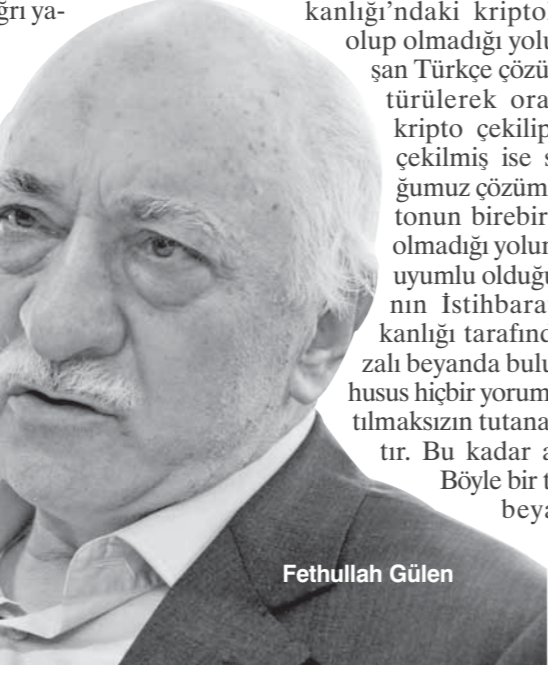 ğrı ya-
kanlığı’ndaki kripto
olup olmadığı yolu
şan Türkçe çözü
türülerek ora
kripto çekilip
çekilmiş ise s
ğumuz çözüm
tonun birebir
olmadığı yolun
uyumlu olduğu
nın İstihbara
kanlığı tarafınd
zalı beyanda bulu
husus hiçbir yorum
tılmaksızın tutana
tır. Bu kadar a
Böyle bir t
beya
Fethullah Gülen